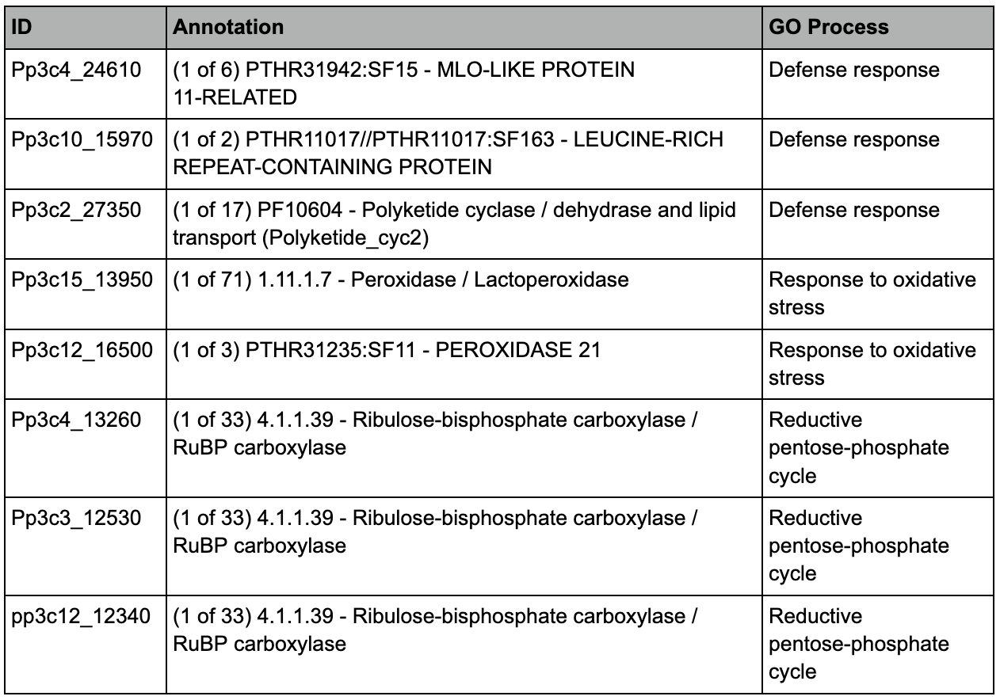 ID Annotation GO Process
Pp3c4_24610 (1 of 6) PTHR31942:SF15 - MLO-LIKE PROTEIN Defense response
11-RELATED
Pp3c10_15970 (1 of 2) PTHR11017//PTHR11017:SF163 - LEUCINE-RICH Defense response
REPEAT-CONTAINING PROTEIN
Pp3c2_27350 (1 of 17) PF10604 - Polyketide cyclase / dehydrase and lipid Defense response
transport (Polyketide_cyc2)
Pp3c15_13950 (1 of 71) 1.11.1.7 - Peroxidase / Lactoperoxidase Response to oxidative
stress
Pp3c12_16500 (1 of 3) PTHR31235:SF11 - PEROXIDASE 21 Response to oxidative
stress
Pp3c4_13260 (1 of 33) 4.1.1.39 - Ribulose-bisphosphate carboxylase / Reductive
RuBP carboxylase pentose-phosphate
cycle
Pp3c3_12530 (1 of 33) 4.1.1.39 - Ribulose-bisphosphate carboxylase / Reductive
RuBP carboxylase pentose-phosphate
cycle
pp3c12_12340 (1 of 33) 4.1.1.39 - Ribulose-bisphosphate carboxylase / Reductive
RuBP carboxylase pentose-phosphate
cycle